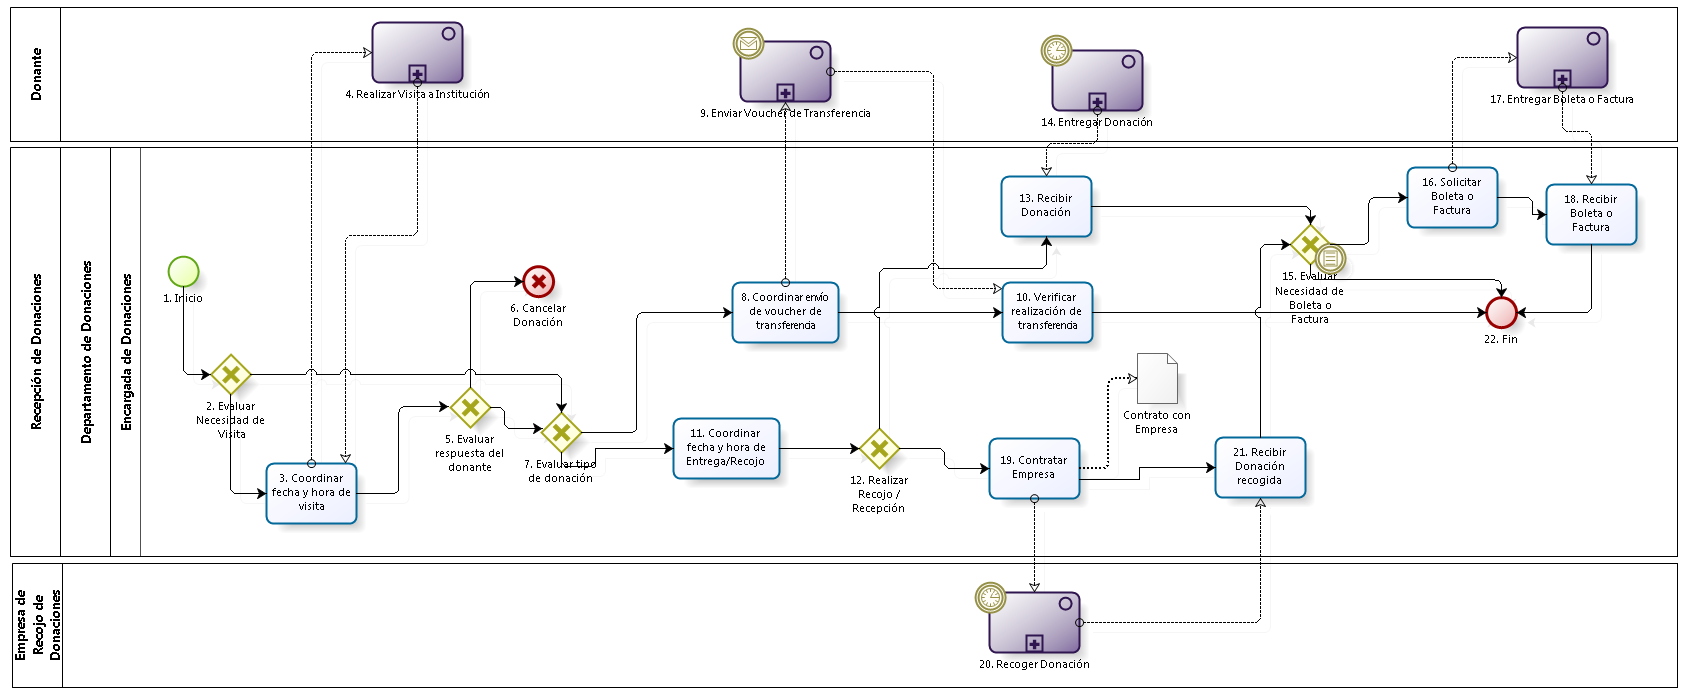 Donante
4. Realizar Visita a Institución
9. Enviar Voucher de Transferencia
14. Entregar Donación
17. Entregar Boleta o Factura
Recepción de Donaciones
Departamento de Donaciones
Encargada de Donaciones
1. Inicio
2. Evaluar
Necesidad de
Visita
3. Coordinar
fecha y hora de
visita
5. Evaluar
respuesta del
donante
6. Cancelar
Donación
7. Evaluar tipo
de donación
8. Coordinar envío
de voucher de
transferencia
10. Verificar
realización de
transferencia
11. Coordinar
fecha y hora de
Entrega/Recojo
12. Realizar
Recojo /
Recepción
13. Recibir
Donación
15. Evaluar
Necesidad de
Boleta o
Factura
16. Solicitar
Boleta o
Factura
18. Recibir
Boleta o
Factura
22. Fin
19. Contratar
Empresa
Contrato con
Empresa
21. Recibir
Donación
recogida
Empresa de
Recojo de
Donaciones
20. Recoger Donación